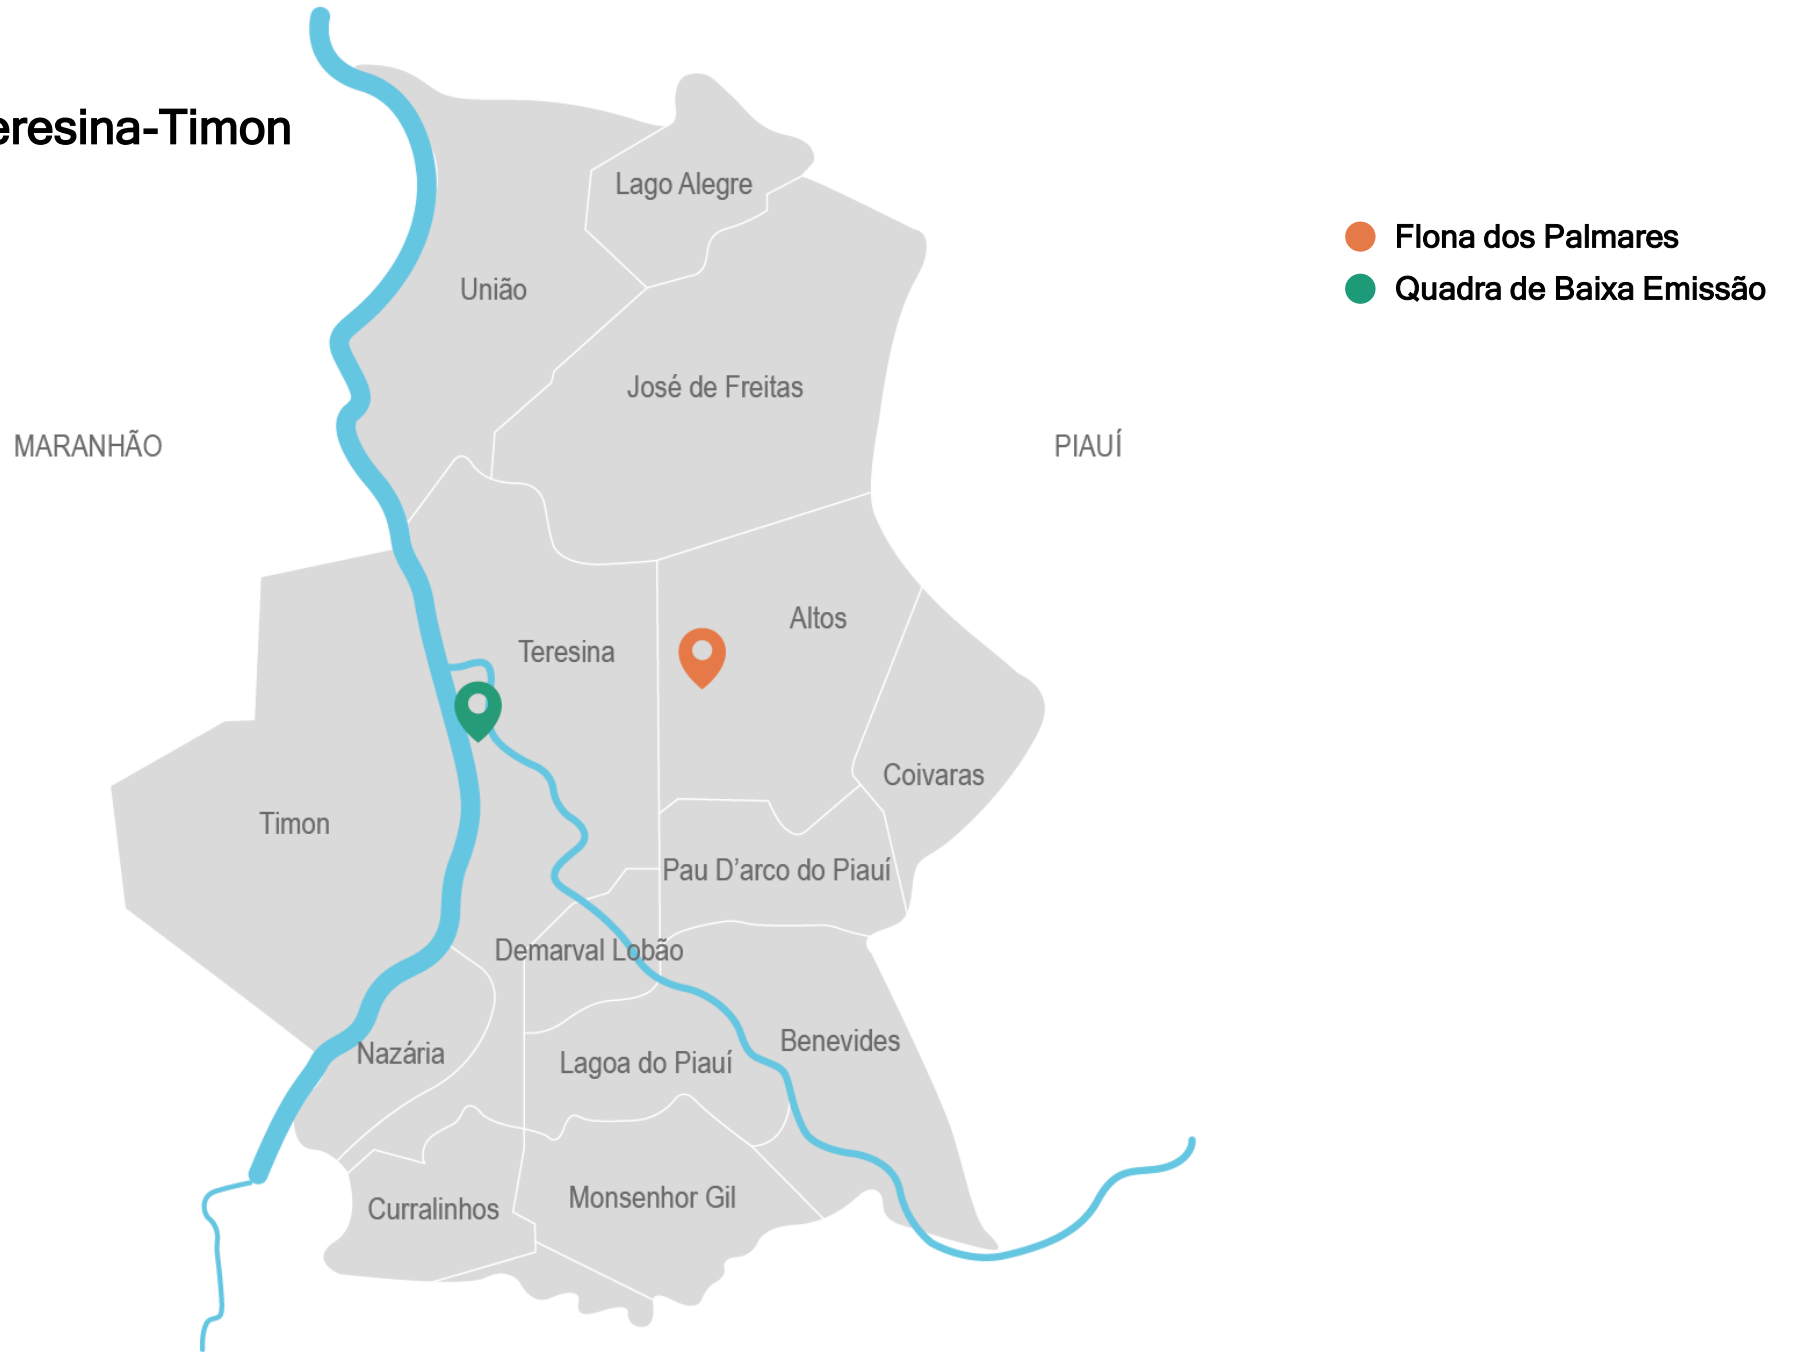 eresina-Timon
Lago Alegre
Flona dos Palmares
Quadra de Baixa Emissão
União
José de Freitas
MARANHÃO
PIAUÍ
Altos
Teresina
Coivaras
Timon
Pau D’arco do Piauí
Demarval Lobão
Benevides
Nazária
Lagoa do Piauí
Monsenhor Gil
Curralinhos